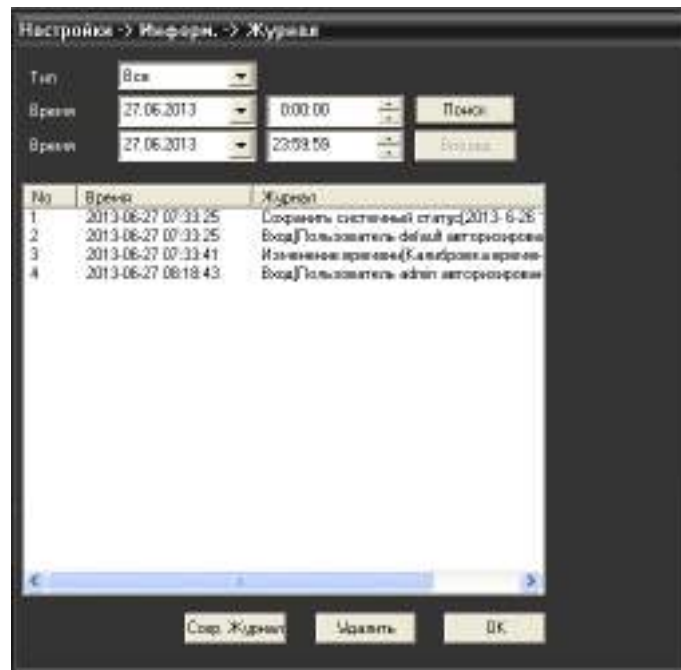 Настройки -> Информ. -> Журнал
Тип Все
Время 27.06.2013 0:00:00 Поиск
Время 27.06.2013 23:59:59
No Время Журнал
1 2013-06-27 07:33:25 Сохранить системный статус[2013- 6-26
2 2013-06-27 07:33:25 Вход[Пользователь default авторизирова
3 2013-06-27 07:33:41 Изменение времени[Калибровка времен
4 2013-06-27 08:18:43 Вход[Пользователь admin авторизирован
Сохр. Журнал Удалить OK